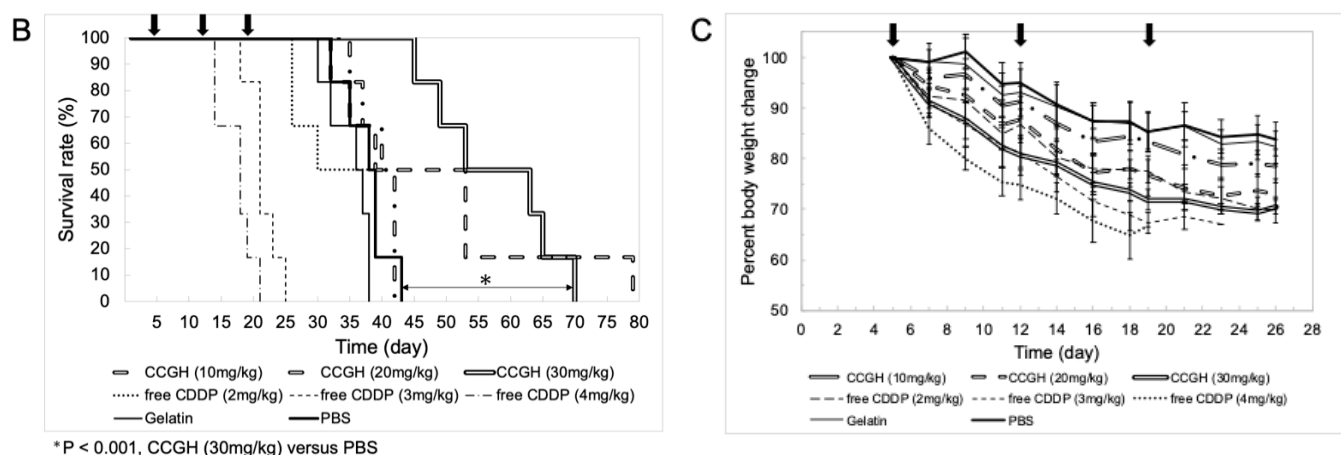 B
100
90
80
70
60
50
40
30
20
10
0
Survival rate (%)
5 10 15 20 25 30 35 40 45 50 55 60 65 70 75 80
*
Time (day)
CCGH (10mg/kg) CCGH (20mg/kg) CCGH (30mg/kg)
free CDDP (2mg/kg) free CDDP (3mg/kg) free CDDP (4mg/kg)
Gelatin PBS
*P < 0.001, CCGH (30mg/kg) versus PBS
C
100
90
80
70
60
50
Percent body weight change
0 2 4 6 8 10 12 14 16 18 20 22 24 26 28
Time (day)
CCGH (10mg/kg) CCGH (20mg/kg) CCGH (30mg/kg)
free CDDP (2mg/kg) free CDDP (3mg/kg) free CDDP (4mg/kg)
Gelatin PBS